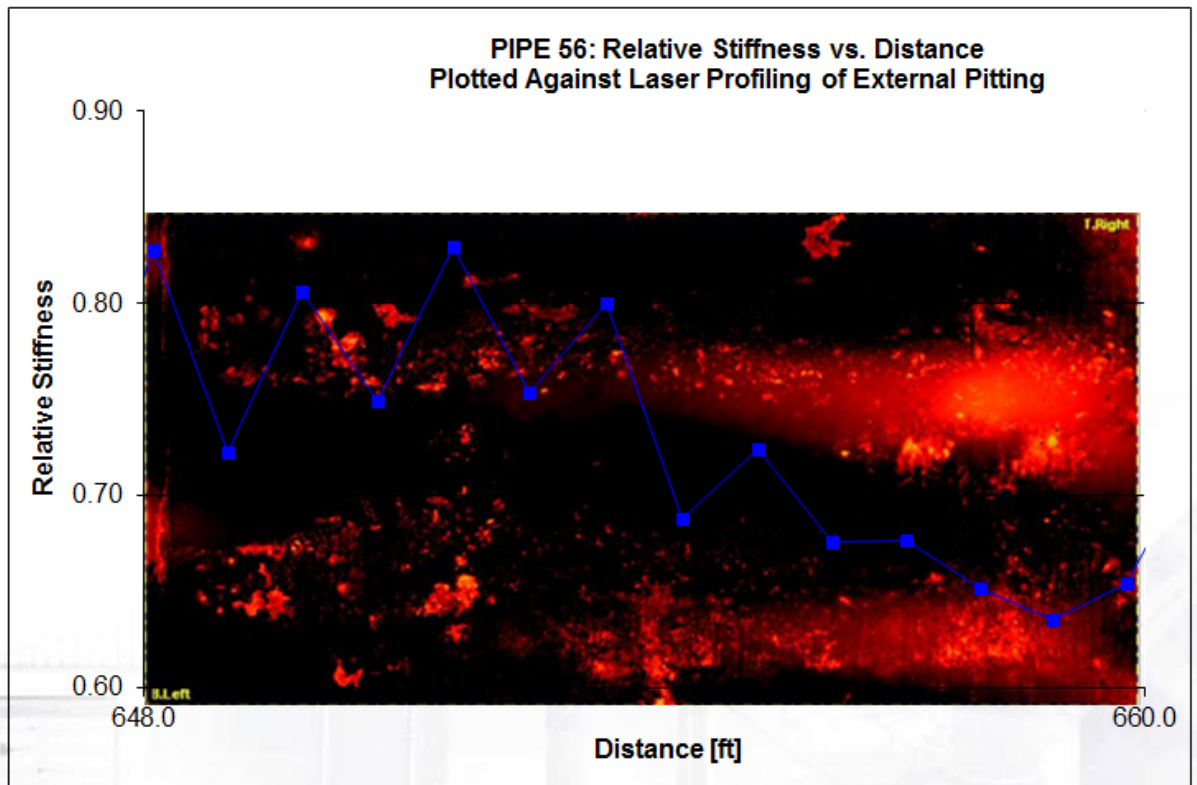 PIPE 56: Relative Stiffness vs. Distance
Plotted Against Laser Profiling of External Pitting
0.90
0.80
0.70
0.60
Relative Stiffness
T.Right
B.Left
648.0
660.0
Distance [ft]